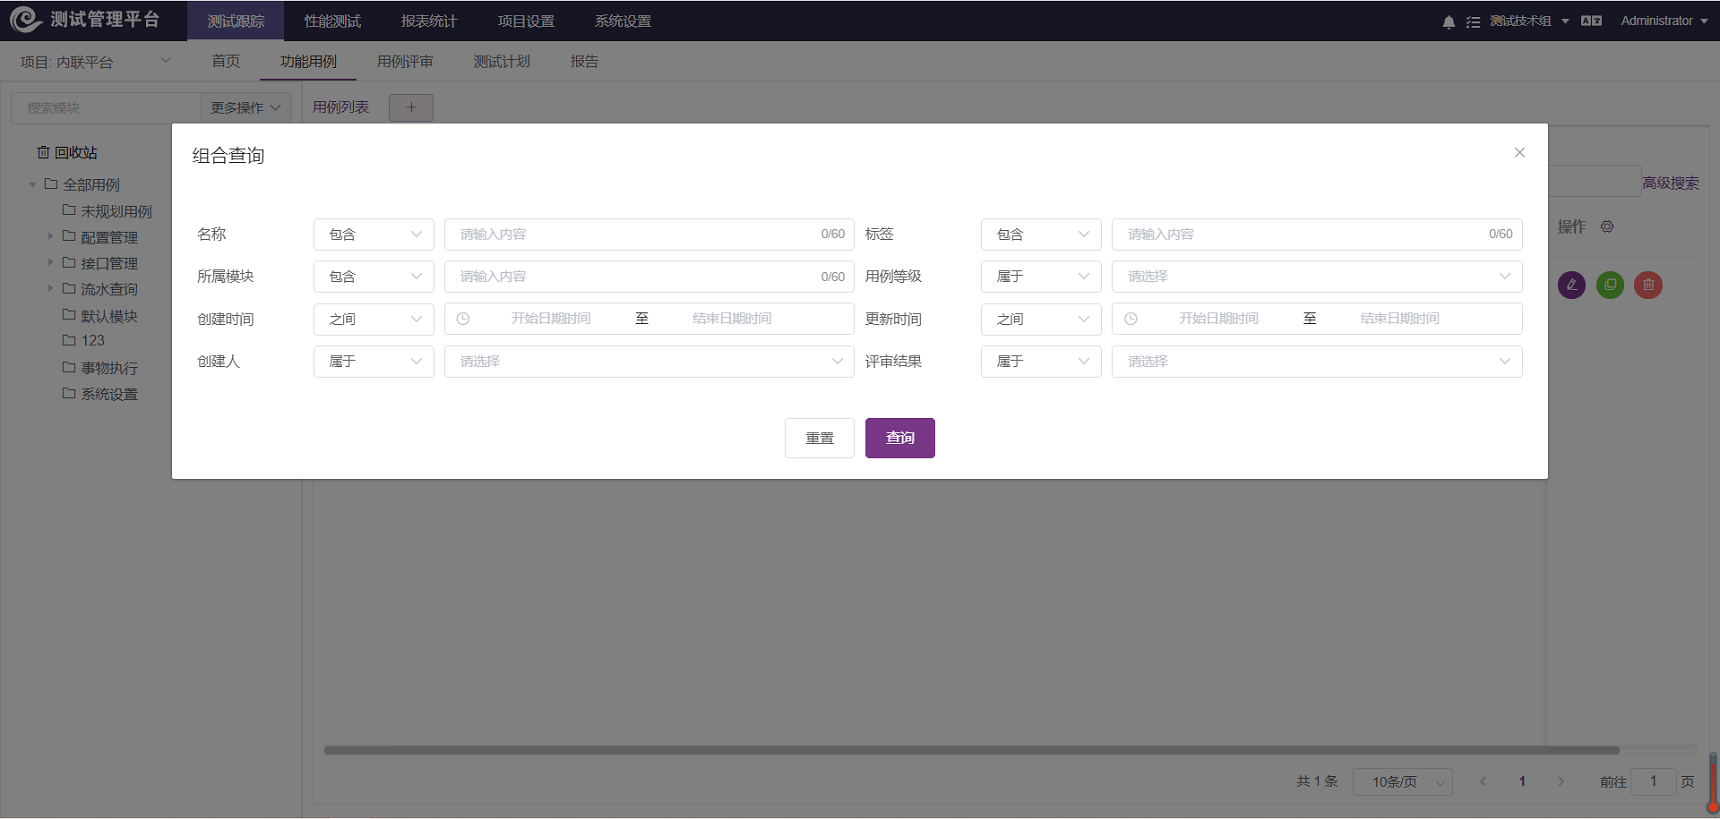 测试管理平台 测试跟踪 性能测试 报表统计 项目设置 系统设置 测试技术组 Administrator
项目: 内联平台 首页 功能用例 用例评审 测试计划 报告
搜索模块 更多操作 用例列表 +
回收站
全部用例
未规划用例
配置管理
接口管理
流水查询
默认模块
123
事物执行
系统设置
组合查询
名称 包含 请输入内容 0/60 标签 包含 请输入内容 0/60
所属模块 包含 请输入内容 0/60 用例等级 属于 请选择
创建时间 之间 开始日期时间 至 结束日期时间 更新时间 之间 开始日期时间 至 结束日期时间
创建人 属于 请选择 评审结果 属于 请选择
重置 查询
高级搜索
操作
共 1 条 10条/页 1 前往 1 页